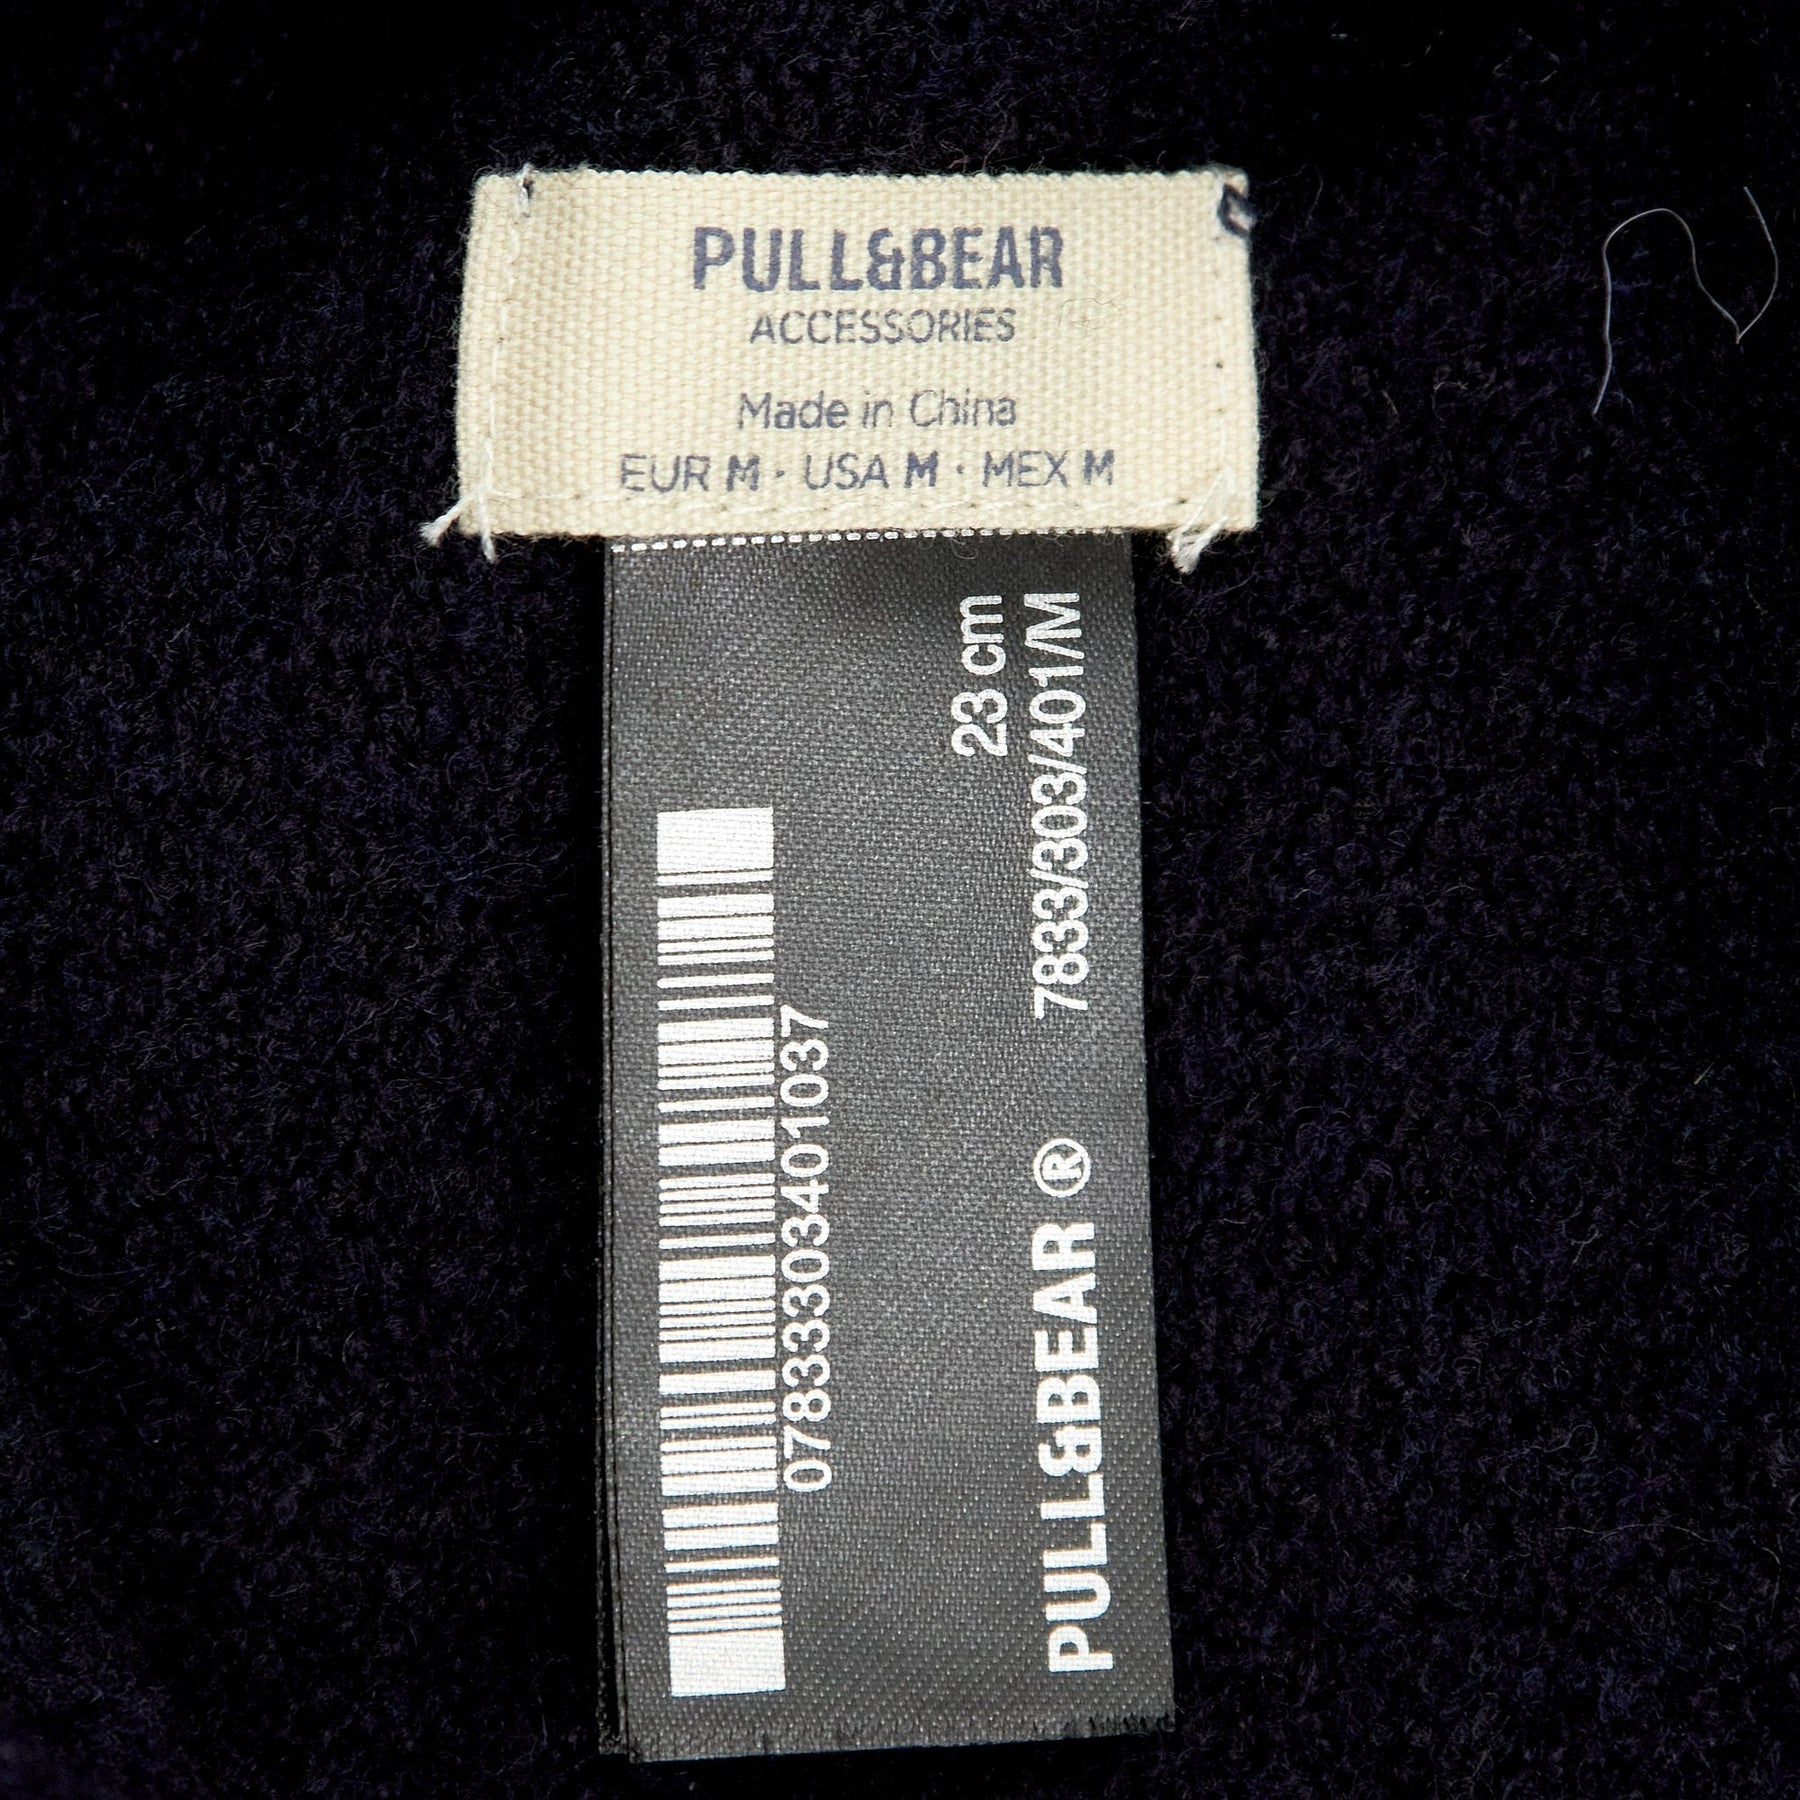 PULL&BEAR
ACCESSORIES
Made in China
EUR M · USA M · MEX M
07833303401037
23 cm
PULL&BEAR ® 7833/303/401/M